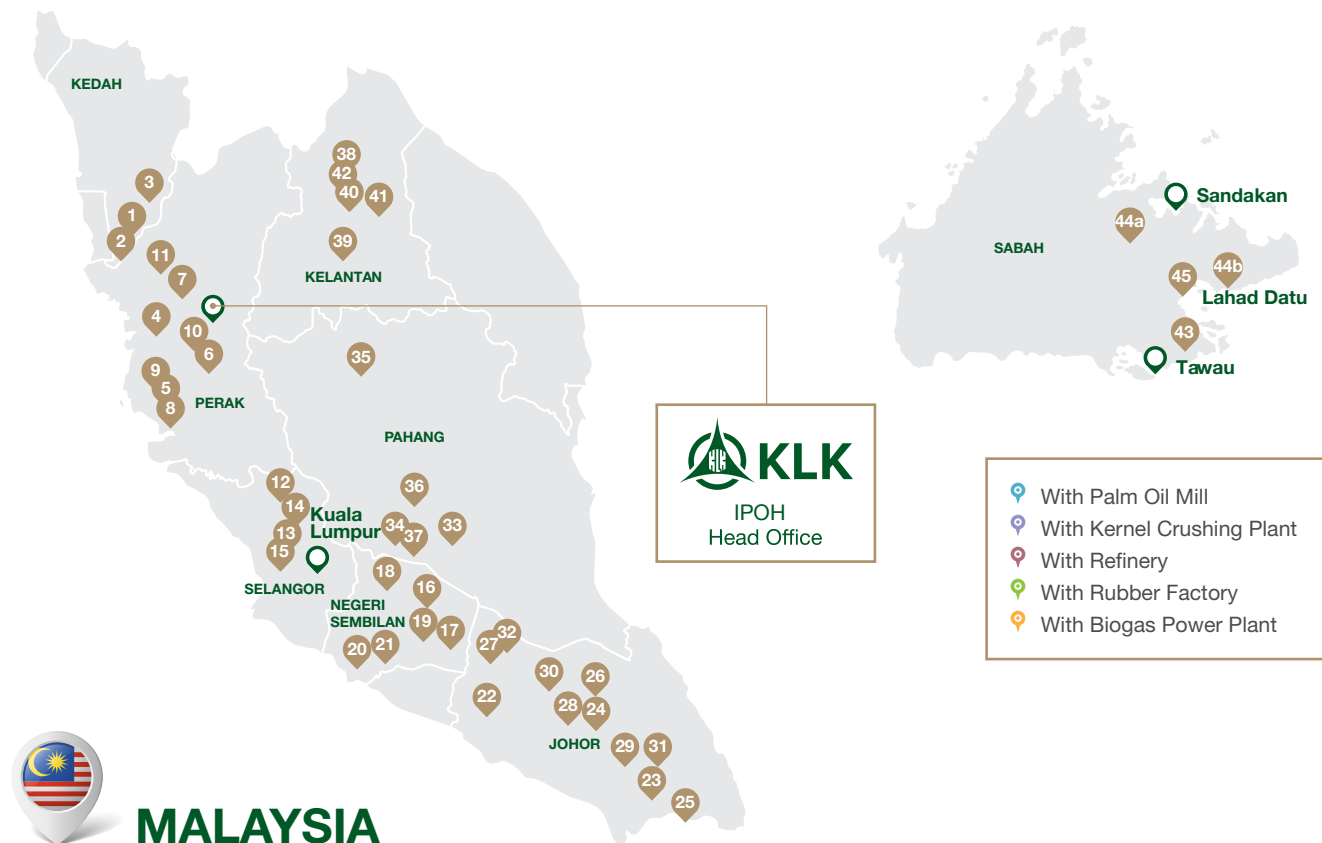 KEDAH
3
1
2
11
7
4
10
6
9
5
8
PERAK
38
42
40
41
39
KELANTAN
35
PAHANG
36
34
37
33
12
14
13
15
Kuala
Lumpur
SELANGOR
18
16
NEGERI
SEMBILAN
19
17
20
21
27
32
30
26
22
28
24
JOHOR
29
31
23
25
KLK
KLK
IPOH
Head Office
SABAH
Sandakan
44a
45
44b
Lahad Datu
43
Tawau
With Palm Oil Mill
With Kernel Crushing Plant
With Refinery
With Rubber Factory
With Biogas Power Plant
MALAYSIA